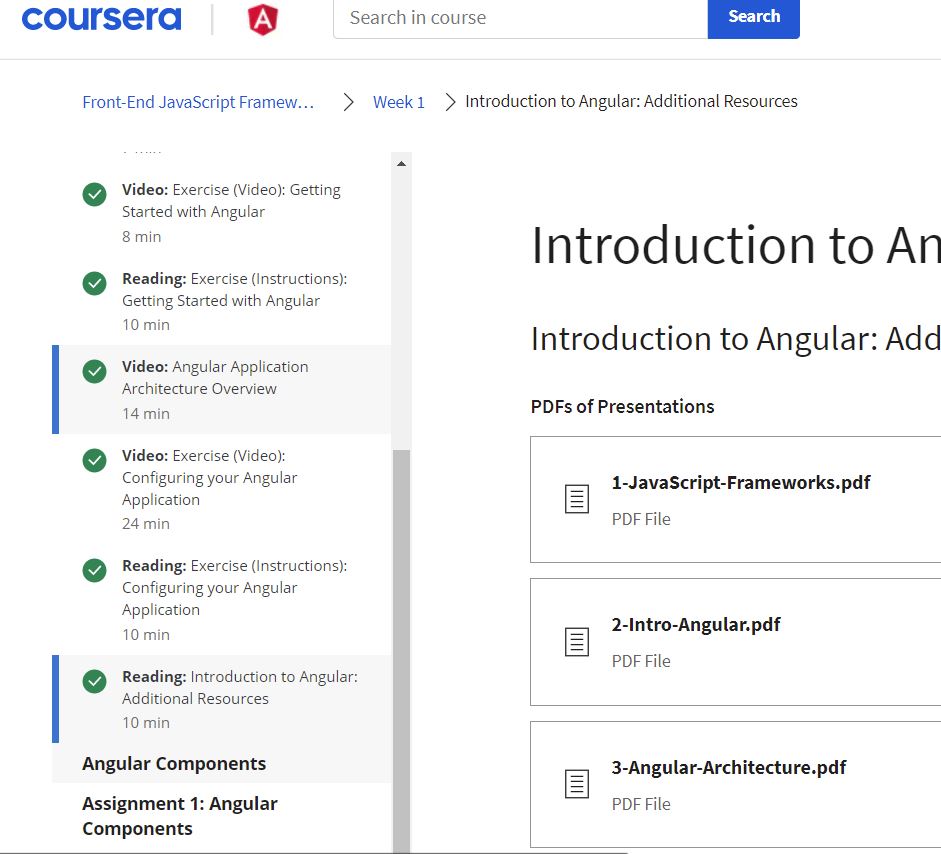 coursera
Search in course
Search
Front-End JavaScript Framew...
Week 1
Introduction to Angular: Additional Resources
Video: Exercise (Video): Getting
Started with Angular
8 min
Reading: Exercise (Instructions):
Getting Started with Angular
10 min
Video: Angular Application
Architecture Overview
14 min
Video: Exercise (Video):
Configuring your Angular
Application
24 min
Reading: Exercise (Instructions):
Configuring your Angular
Application
10 min
Reading: Introduction to Angular:
Additional Resources
10 min
Angular Components
Assignment 1: Angular
Components
Introduction to An
Introduction to Angular: Add
PDFs of Presentations
1-JavaScript-Frameworks.pdf
PDF File
2-Intro-Angular.pdf
PDF File
3-Angular-Architecture.pdf
PDF File